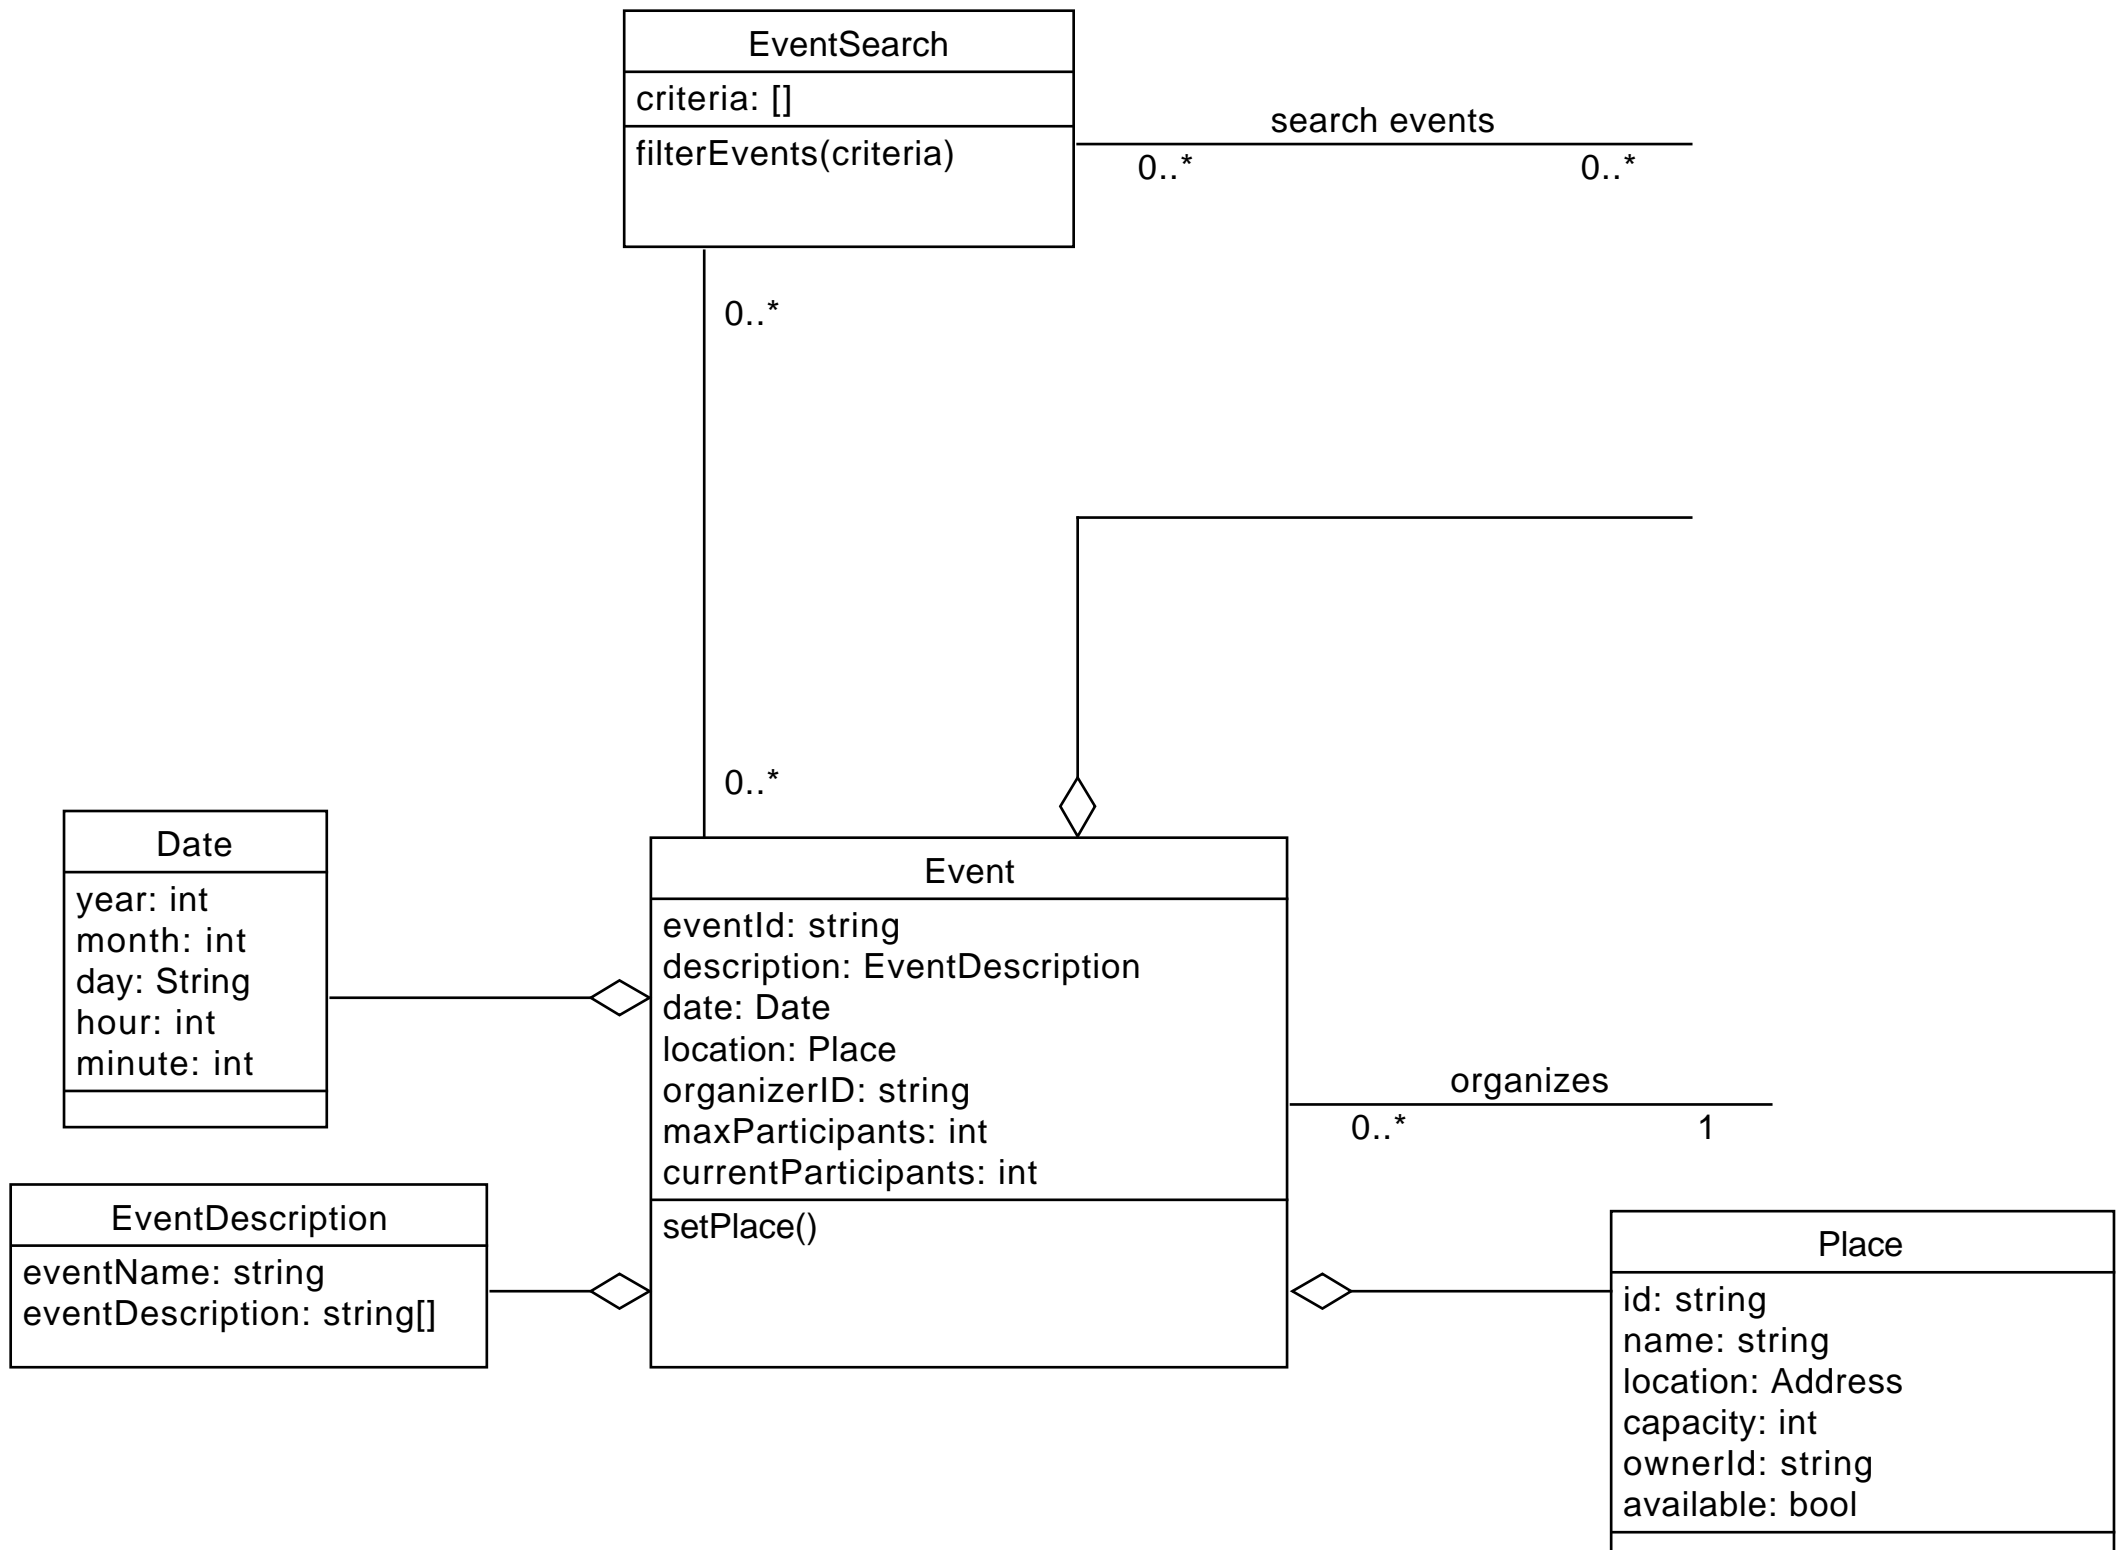 EventSearch
criteria: []
filterEvents(criteria)
search events
0..*
0..*
0..*
0..*
Date
year: int
month: int
day: String
hour: int
minute: int
Event
eventId: string
description: EventDescription
date: Date
location: Place
organizerID: string
maxParticipants: int
currentParticipants: int
setPlace()
organizes
0..*
1
EventDescription
eventName: string
eventDescription: string[]
Place
id: string
name: string
location: Address
capacity: int
ownerId: string
available: bool